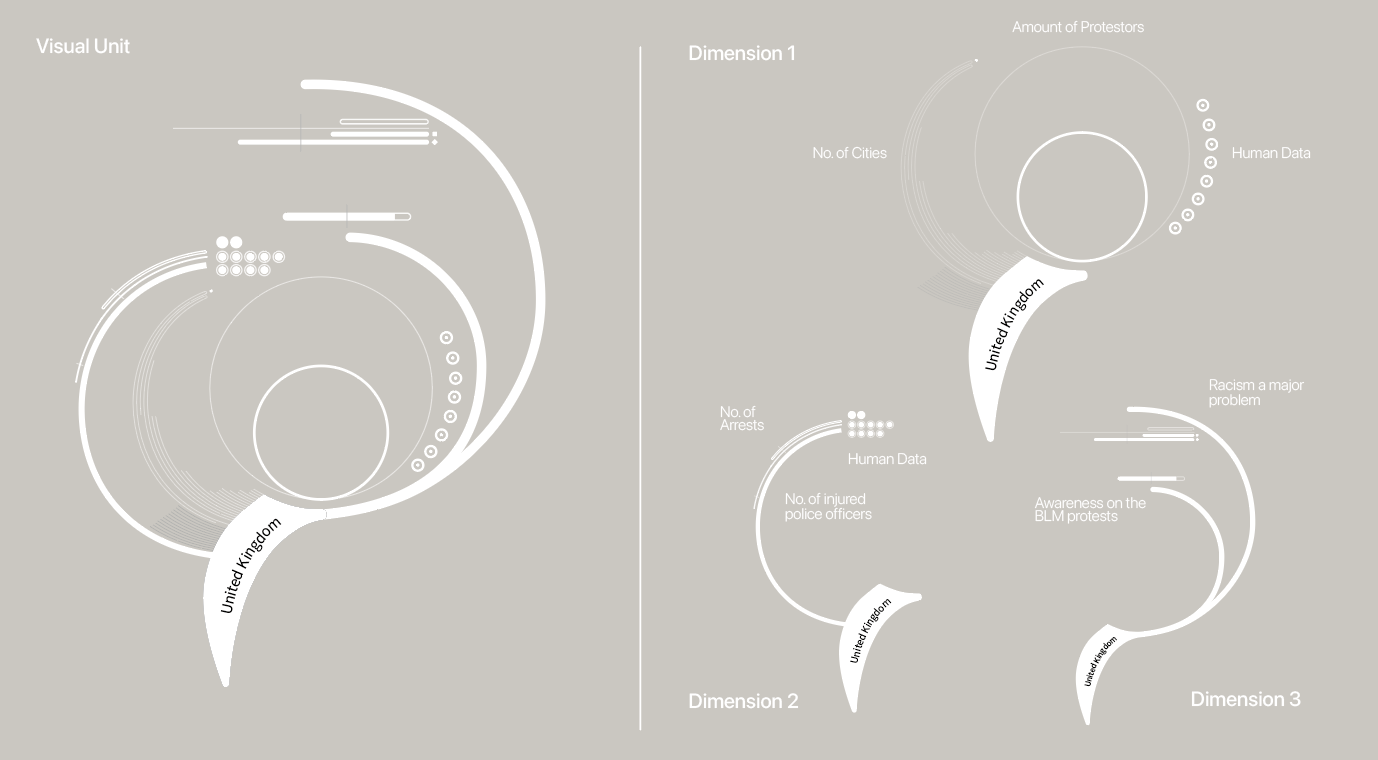 Visual Unit
United Kingdom
Dimension 1
Amount of Protestors
No. of Cities
Human Data
United Kingdom
No. of
Arrests
Human Data
No. of injured
police officers
United Kingdom
Dimension 2
Racism a major
problem
Awareness on the
BLM protests
United Kingdom
Dimension 3